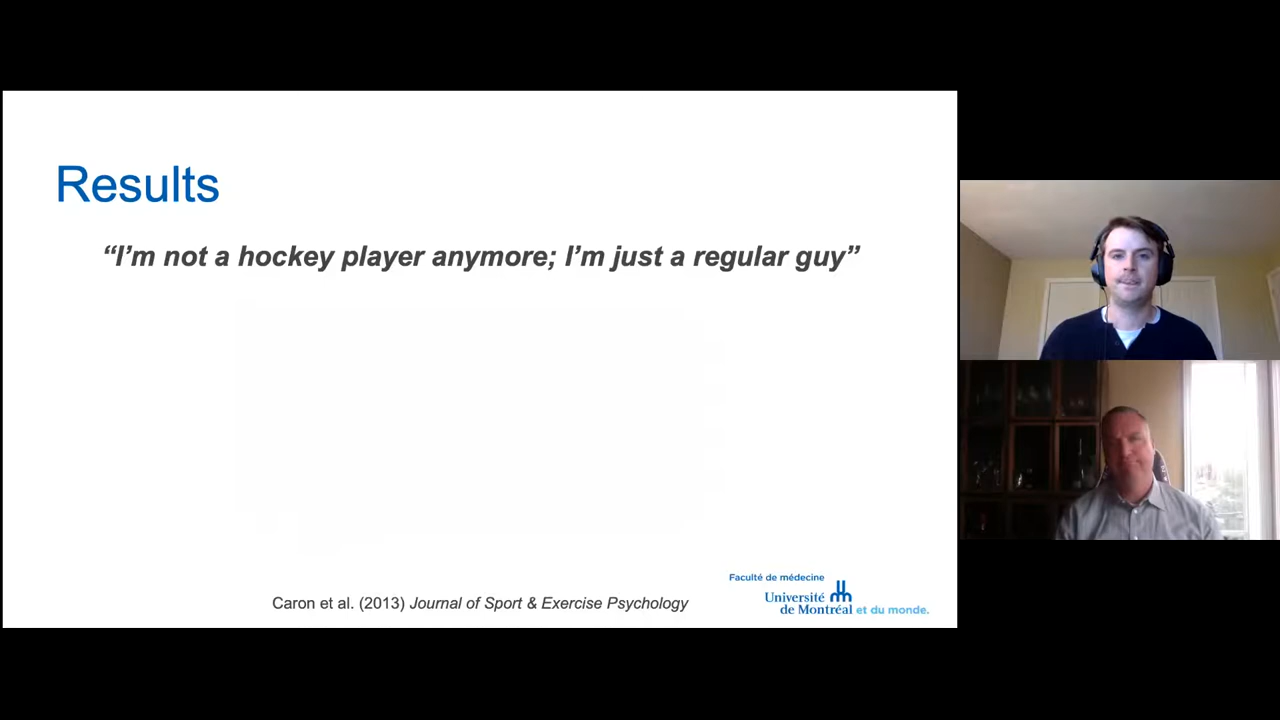 Results
“I’m not a hockey player anymore; I’m just a regular guy”
Caron et al. (2013) Journal of Sport & Exercise Psychology
Faculté de médecine
Université
de Montréal et du monde.